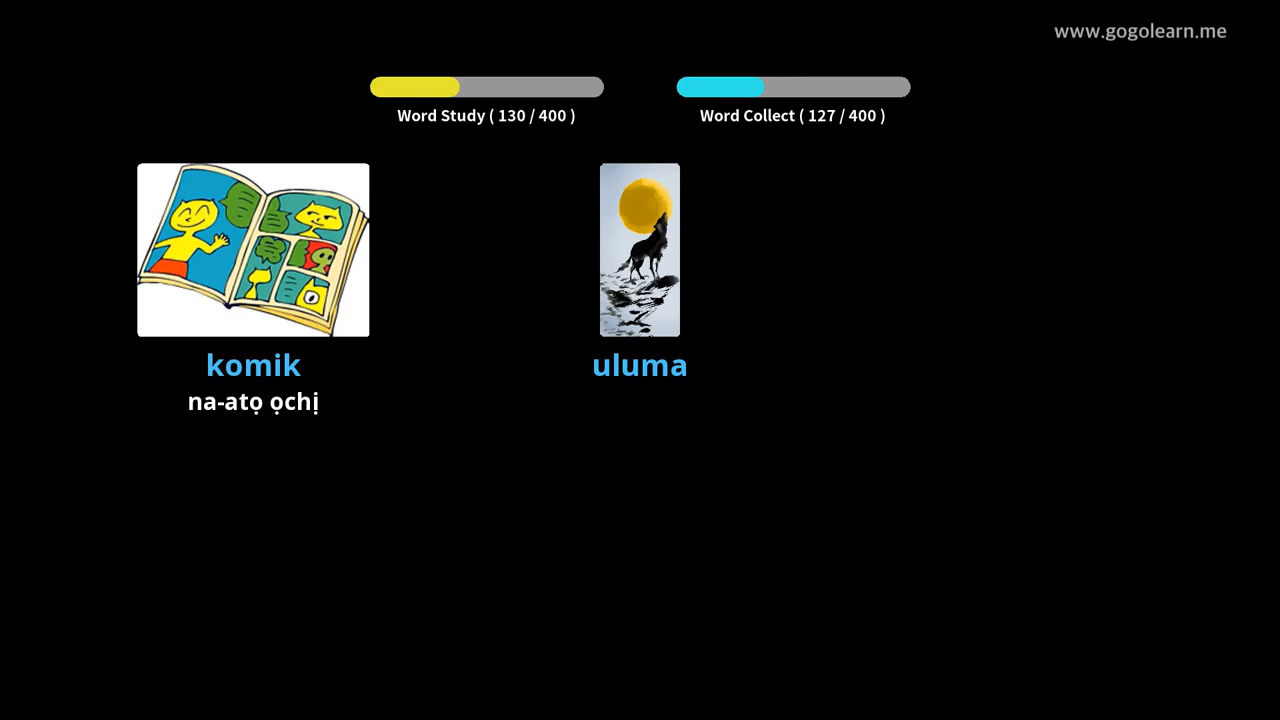 www.gogolearn.me
Word Study ( 130 / 400 )
Word Collect ( 127 / 400 )
komik
na-atọ ọchị
uluma